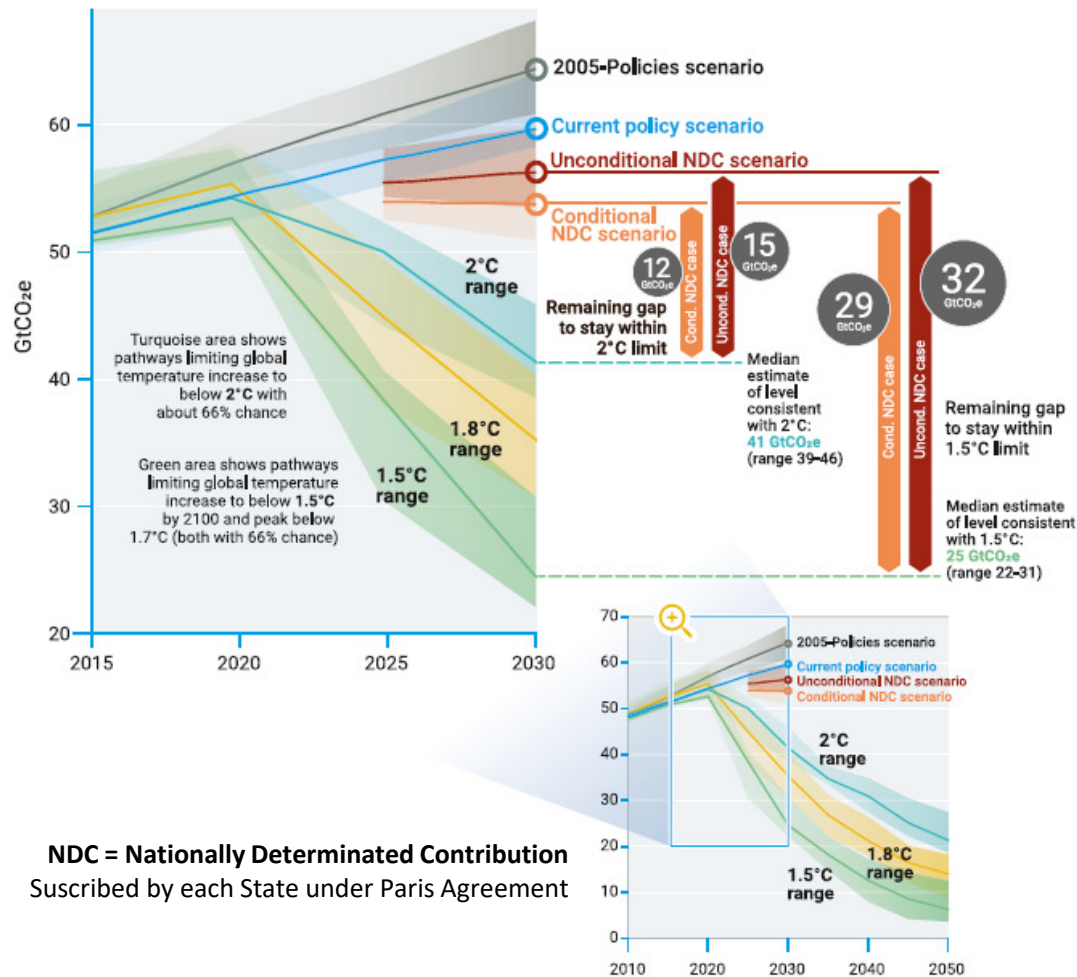 60
50
40
30
20
GtCO₂e
2015
2020
2025
2030
2005-Policies scenario
Current policy scenario
Unconditional NDC scenario
Conditional
NDC scenario
2°C
range
1.8°C
range
1.5°C
range
Turquoise area shows
pathways limiting global
temperature increase to
below 2°C with
about 66% chance
Green area shows pathways
limiting global temperature
increase to below 1.5°C
by 2100 and peak below
1.7°C (both with 66% chance)
12
GtCO₂e
Cond. NDC case
Uncond. NDC case
15
GtCO₂e
Remaining gap
to stay within
2°C limit
Median
estimate
of level
consistent
with 2°C:
41 GtCO₂e
(range 39–46)
29
GtCO₂e
Cond. NDC case
Uncond. NDC case
32
GtCO₂e
Remaining gap
to stay within
1.5°C limit
Median estimate
of level consistent
with 1.5°C:
25 GtCO₂e
(range 22–31)
70
60
50
40
30
20
10
0
2010
2020
2030
2040
2050
2005-Policies scenario
Current policy scenario
Unconditional NDC scenario
Conditional NDC scenario
2°C
range
1.8°C
range
1.5°C
range
NDC = Nationally Determined Contribution
Suscribed by each State under Paris Agreement